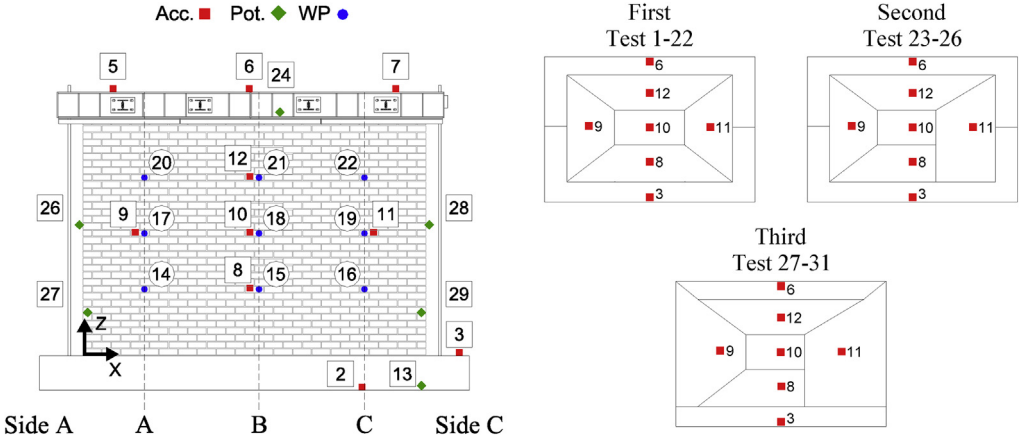 Acc. Pot. WP
5 6 24 7
20 12 21 22
26 9 17 10 18 19 11 28
14 8 15 16
27 29
Z
X
3
2 13
Side A A B C Side C
First
Test 1-22
6
12
9 10 11
8
3
Second
Test 23-26
6
12
9 10 11
8
3
Third
Test 27-31
6
12
9 10 11
8
3